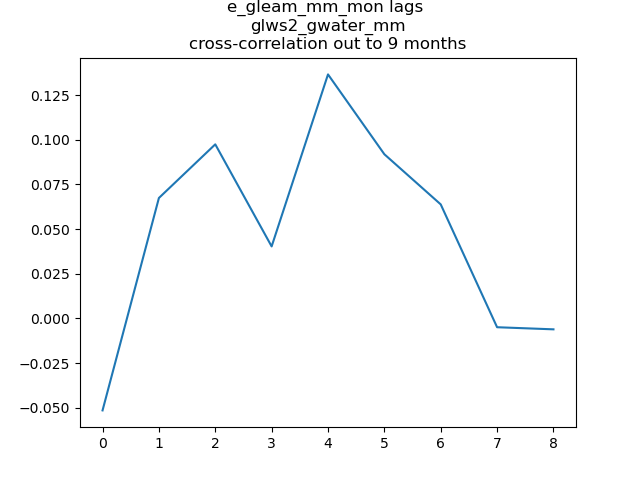 e_gleam_mm_mon lags
glws2_gwater_mm
cross-correlation out to 9 months
0.125
0.100
0.075
0.050
0.025
0.000
−0.025
−0.050
0 1 2 3 4 5 6 7 8